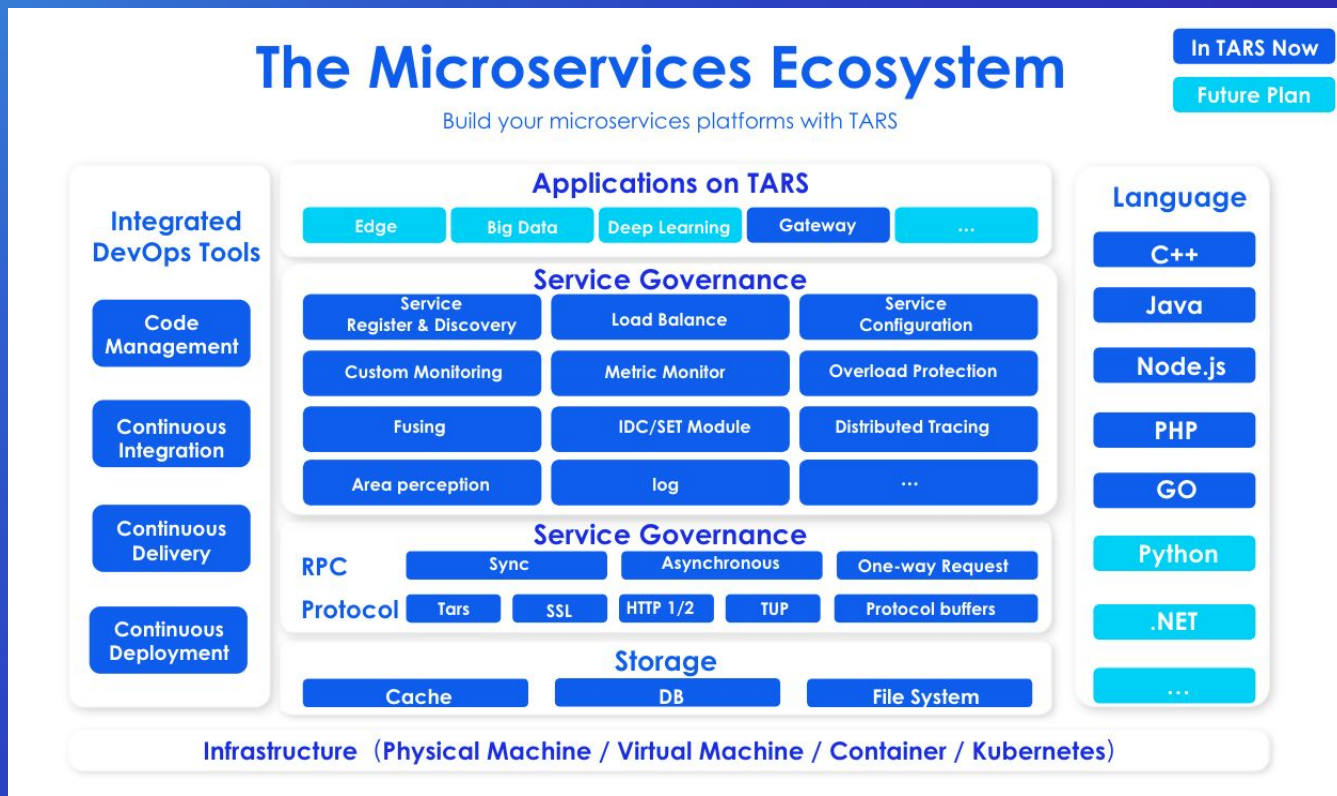 The Microservices Ecosystem
Build your microservices platforms with TARS
In TARS Now
Future Plan
Integrated
DevOps Tools
Code
Management
Continuous
Integration
Continuous
Delivery
Continuous
Deployment
Applications on TARS
Edge
Big Data
Deep Learning
Gateway
...
Service Governance
Service
Register & Discovery
Load Balance
Service
Configuration
Custom Monitoring
Metric Monitor
Overload Protection
Fusing
IDC/SET Module
Distributed Tracing
Area perception
log
...
Service Governance
RPC
Sync
Asynchronous
One-way Request
Protocol
Tars
SSL
HTTP 1/2
TUP
Protocol buffers
Storage
Cache
DB
File System
Language
C++
Java
Node.js
PHP
GO
Python
.NET
...
Infrastructure（Physical Machine / Virtual Machine / Container / Kubernetes）